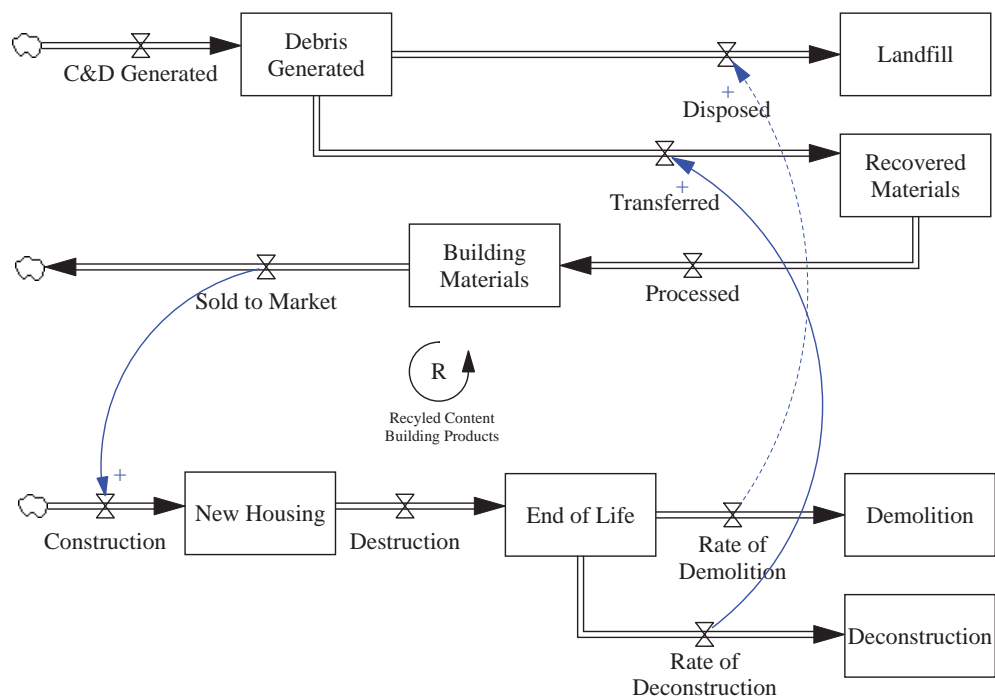 Debris
Generated
Landfill
C&D Generated
+
Disposed
Recovered
Materials
+
Transferred
Building
Materials
Sold to Market
Processed
R
Recyled Content
Building Products
+
New Housing
End of Life
Demolition
Construction
Destruction
Rate of
Demolition
Deconstruction
Rate of
Deconstruction